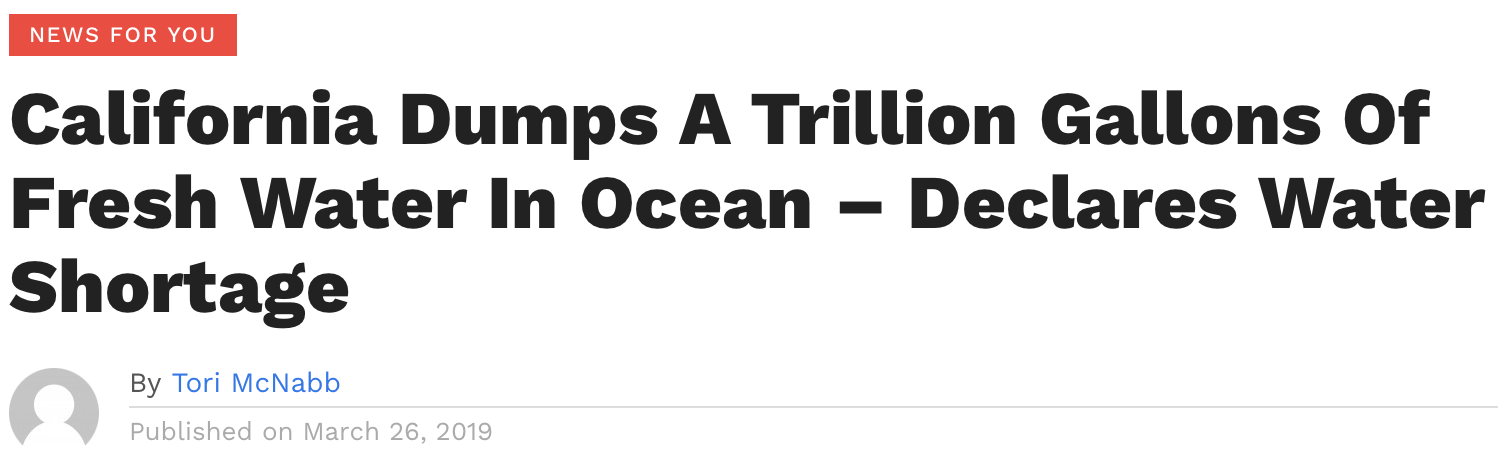 NEWS FOR YOU
California Dumps A Trillion Gallons Of
Fresh Water In Ocean – Declares Water
Shortage
By Tori McNabb
Published on March 26, 2019